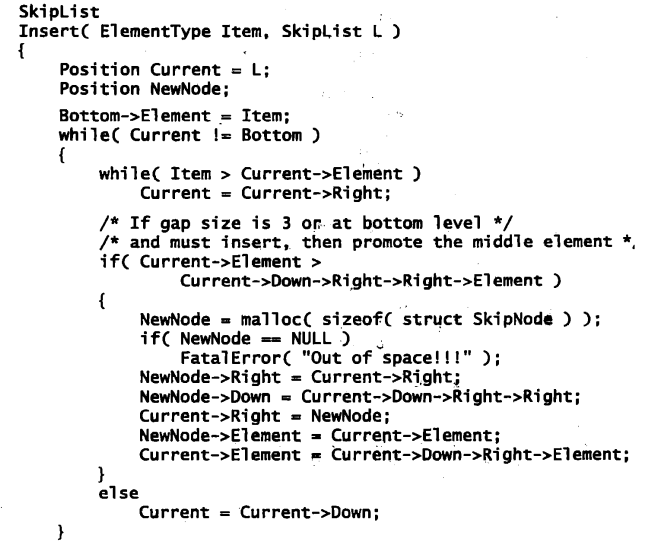 SkipList
Insert( ElementType Item, SkipList L )
{
    Position Current = L;
    Position NewNode;
    Bottom->Element = Item;
    while( Current != Bottom )
    {
        while( Item > Current->Element )
            Current = Current->Right;
        /* If gap size is 3 or at bottom level */
        /* and must insert, then promote the middle element *
        if( Current->Element >
                Current->Down->Right->Right->Element )
        {
            NewNode = malloc( sizeof( struct SkipNode ) );
            if( NewNode == NULL )
                FatalError( "Out of space!!!" );
            NewNode->Right = Current->Right;
            NewNode->Down = Current->Down->Right->Right;
            Current->Right = NewNode;
            NewNode->Element = Current->Element;
            Current->Element = Current->Down->Right->Element;
        }
        else
            Current = Current->Down;
    }